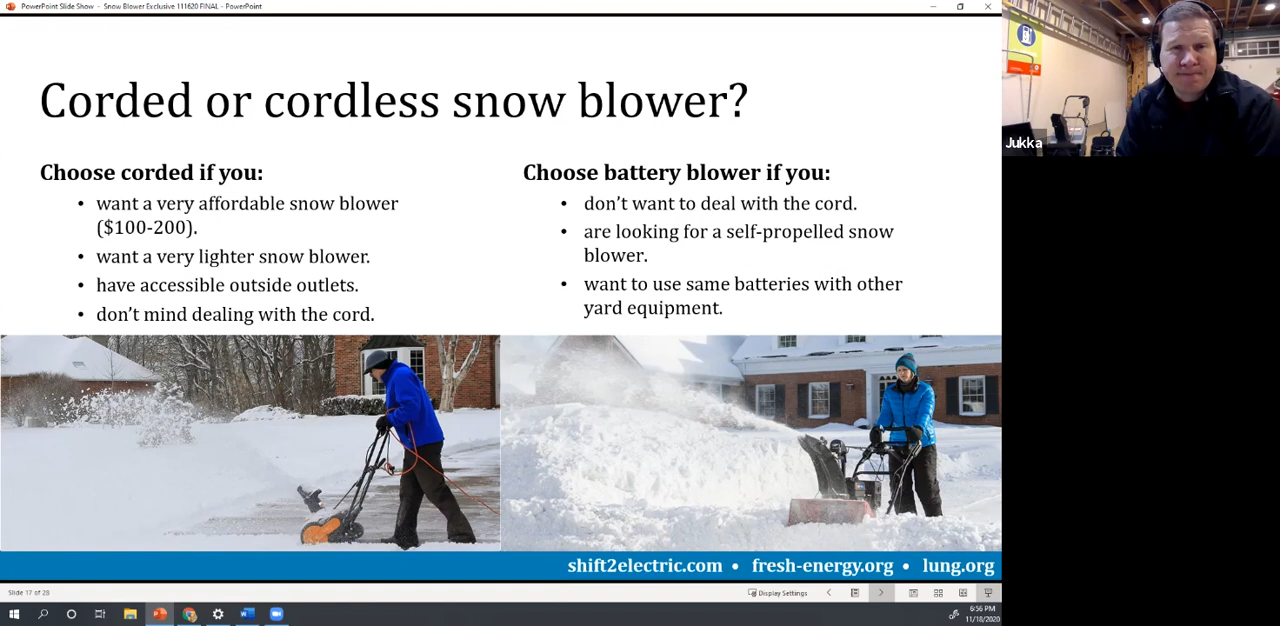 PowerPoint Slide Show - Snow Blower Exclusive 111620 FINAL - PowerPoint
Corded or cordless snow blower?
Choose corded if you:
• want a very affordable snow blower
($100-200).
• want a very lighter snow blower.
• have accessible outside outlets.
• don’t mind dealing with the cord.
Choose battery blower if you:
• don’t want to deal with the cord.
• are looking for a self-propelled snow
blower.
• want to use same batteries with other
yard equipment.
shift2electric.com • fresh-energy.org • lung.org
Jukka
Slide 17 of 28
Display Settings
6:56 PM
11/18/2020